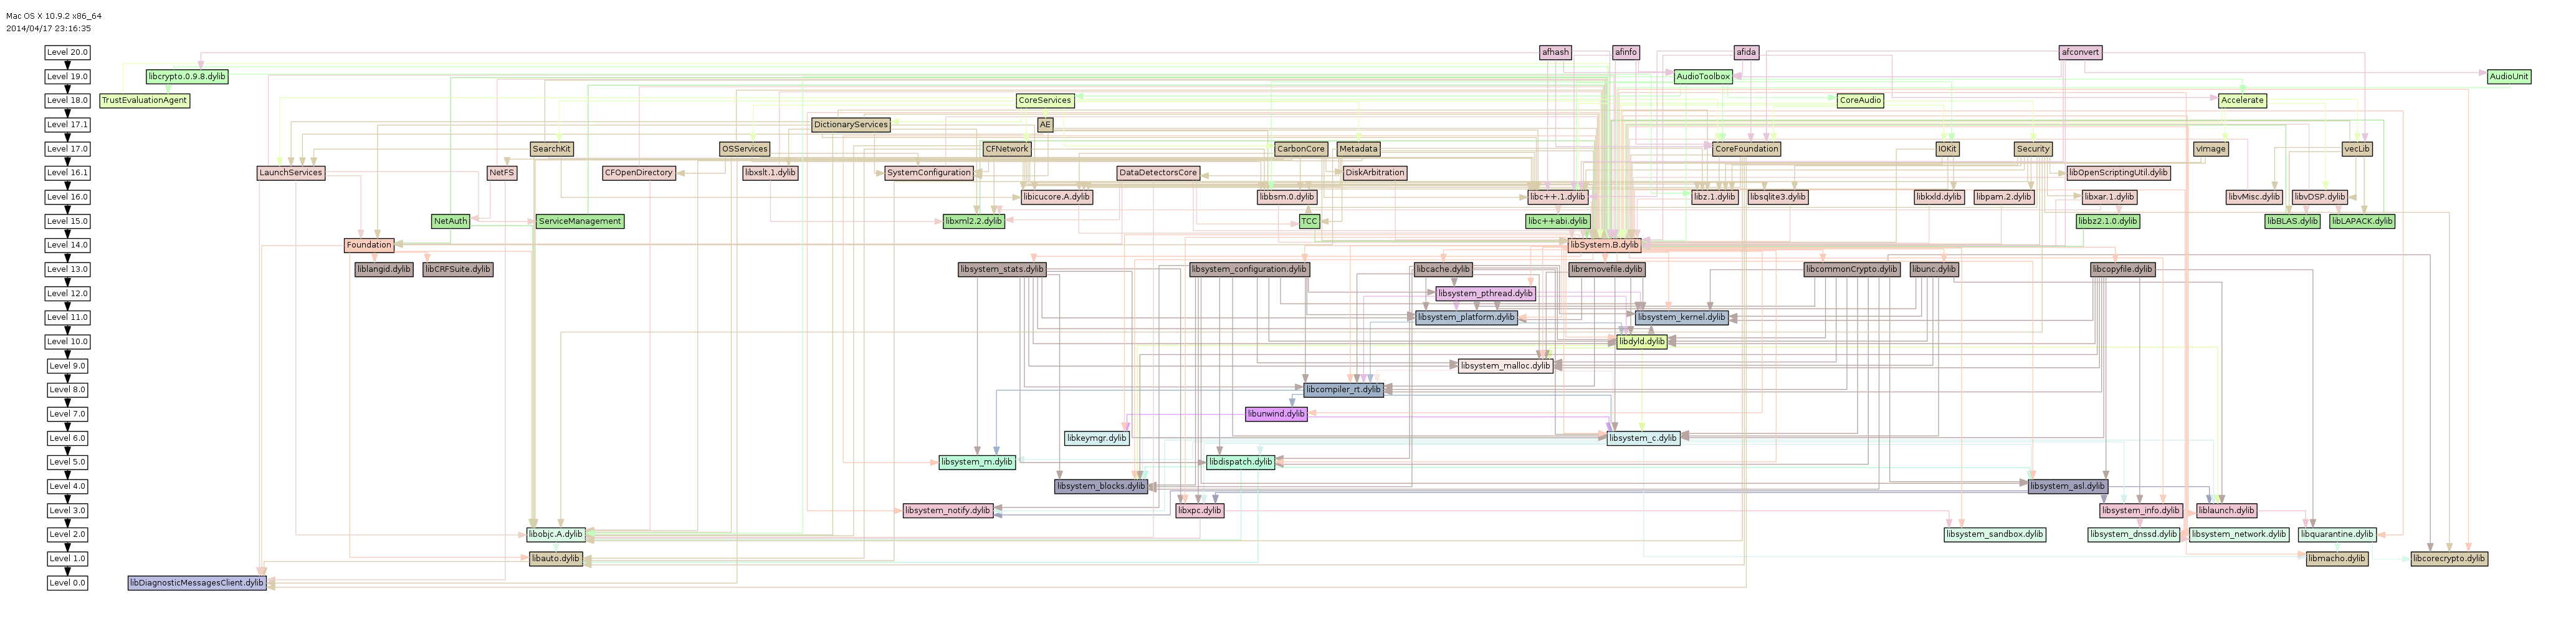 Mac OS X 10.9.2 x86_64
2014/04/17 23:16:35
Level 20.0 afhash afinfo afida afconvert
Level 19.0 libcrypto.0.9.8.dylib AudioToolbox AudioUnit
Level 18.0 TrustEvaluationAgent CoreServices CoreAudio Accelerate
Level 17.1 DictionaryServices AE
Level 17.0 SearchKit OSServices CFNetwork CarbonCore Metadata CoreFoundation IOKit Security vImage vecLib
Level 16.1 LaunchServices NetFS CFOpenDirectory libxslt.1.dylib SystemConfiguration DataDetectorsCore DiskArbitration libOpenScriptingUtil.dylib
Level 16.0 libicucore.A.dylib libbsm.0.dylib libc++.1.dylib libz.1.dylib libsqlite3.dylib libkxld.dylib libpam.2.dylib libxar.1.dylib libvMisc.dylib libvDSP.dylib
Level 15.0 NetAuth ServiceManagement libxml2.2.dylib TCC libc++abi.dylib libbz2.1.0.dylib libBLAS.dylib libLAPACK.dylib
Level 14.0 Foundation libSystem.B.dylib
Level 13.0 liblangid.dylib libCRFSuite.dylib libsystem_stats.dylib libsystem_configuration.dylib libcache.dylib libremovefile.dylib libcommonCrypto.dylib libunc.dylib libcopyfile.dylib
Level 12.0 libsystem_pthread.dylib
Level 11.0 libsystem_platform.dylib libsystem_kernel.dylib
Level 10.0 libdyld.dylib
Level 9.0 libsystem_malloc.dylib
Level 8.0 libcompiler_rt.dylib
Level 7.0 libunwind.dylib
Level 6.0 libkeymgr.dylib libsystem_c.dylib
Level 5.0 libsystem_m.dylib libdispatch.dylib
Level 4.0 libsystem_blocks.dylib libsystem_asl.dylib
Level 3.0 libsystem_notify.dylib libxpc.dylib libsystem_info.dylib liblaunch.dylib
Level 2.0 libobjc.A.dylib libsystem_sandbox.dylib libsystem_dnssd.dylib libsystem_network.dylib libquarantine.dylib
Level 1.0 libauto.dylib libmacho.dylib libcorecrypto.dylib
Level 0.0 libDiagnosticMessagesClient.dylib